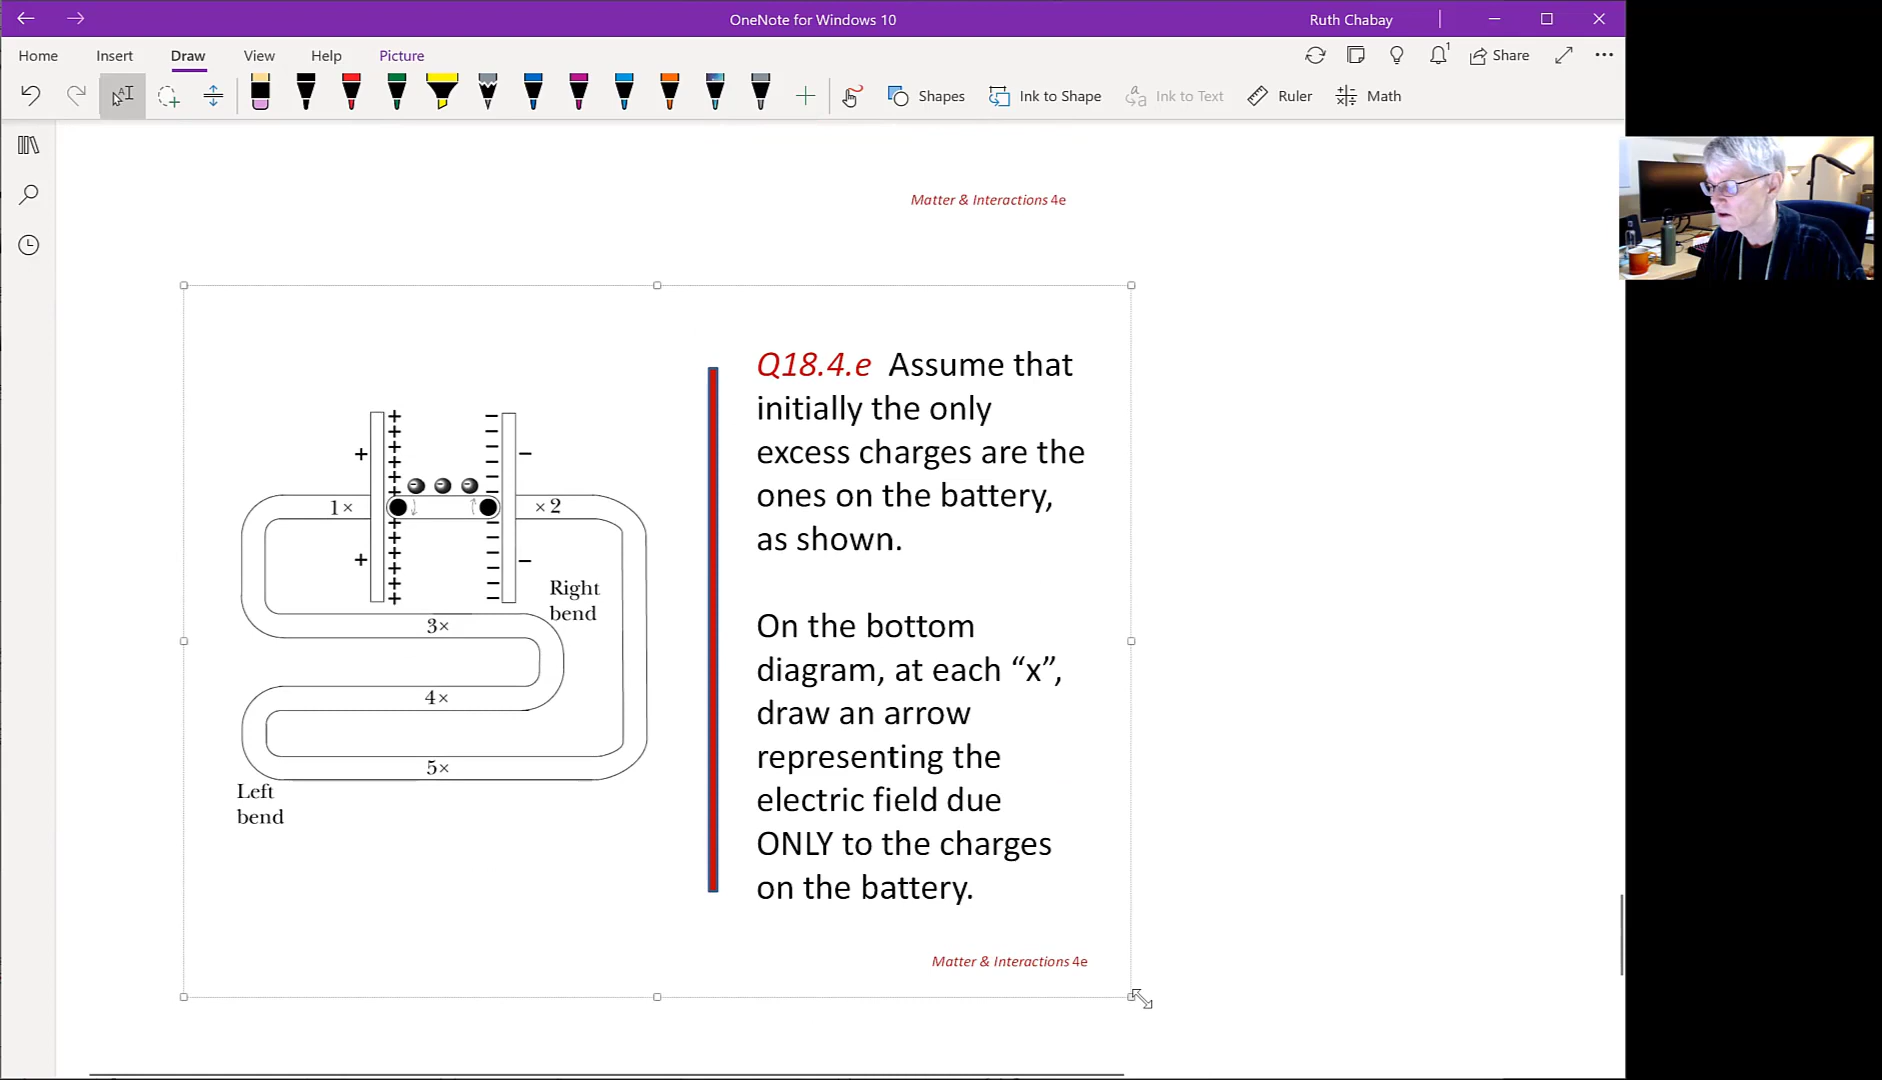 OneNote for Windows 10
Ruth Chabay
Home Insert Draw View Help Picture
1
Share
Shapes
Ink to Shape
Ink to Text
Ruler
Math
Matter & Interactions 4e
Q18.4.e Assume that
initially the only
excess charges are the
ones on the battery,
as shown.
On the bottom
diagram, at each “x”,
draw an arrow
representing the
electric field due
ONLY to the charges
on the battery.
1×
×2
Right
bend
3×
4×
5×
Left
bend
Matter & Interactions 4e